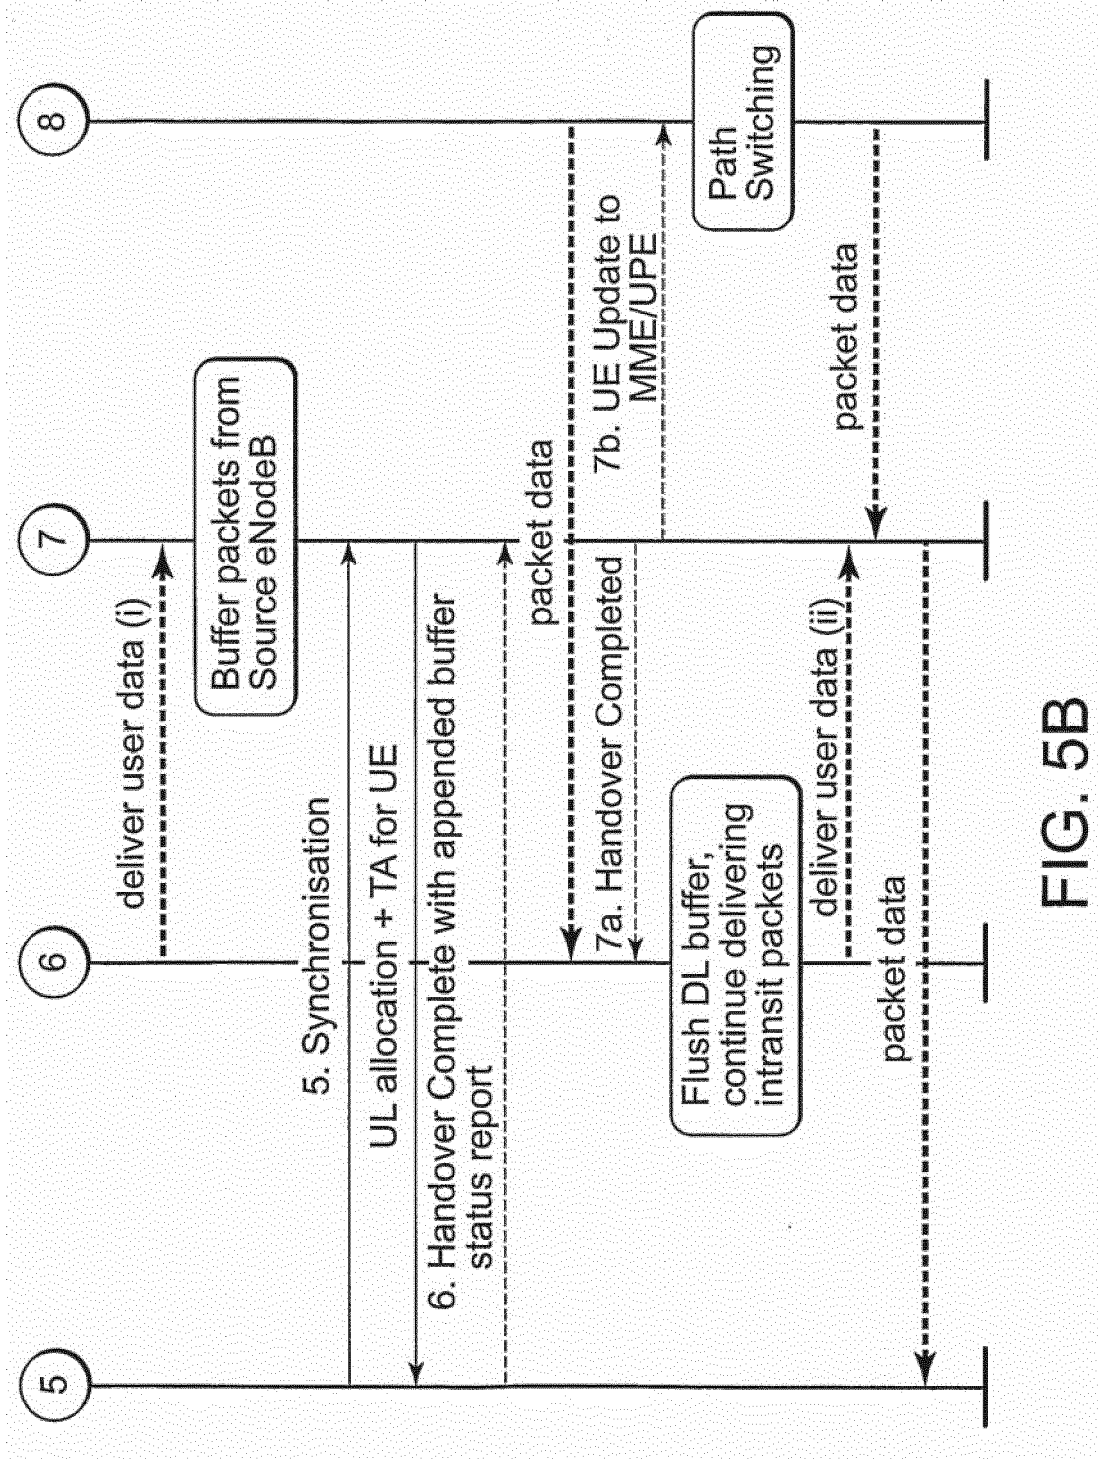 5
6
7
8
deliver user data (i)
Buffer packets from
Source eNodeB
5. Synchronisation
UL allocation + TA for UE
6. Handover Complete with appended buffer
status report
packet data
7a. Handover Completed
7b. UE Update to
MME/UPE
Flush DL buffer,
continue delivering
intransit packets
Path
Switching
deliver user data (ii)
packet data
packet data
FIG. 5B